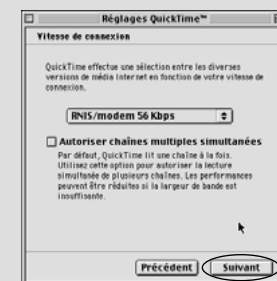 Réglages QuickTime™
Vitesse de connexion
QuickTime effectue une sélection entre les diverses
versions de média Internet en fonction de votre vitesse de
connexion.
RNIS/modem 56 Kbps
Autoriser chaînes multiples simultanées
Par défaut, QuickTime lit une chaîne à la fois.
Utilisez cette option pour autoriser la lecture
simultanée de plusieurs chaînes. Les performances
peuvent être réduites si la largeur de bande est
insuffisante.
Précédent
Suivant